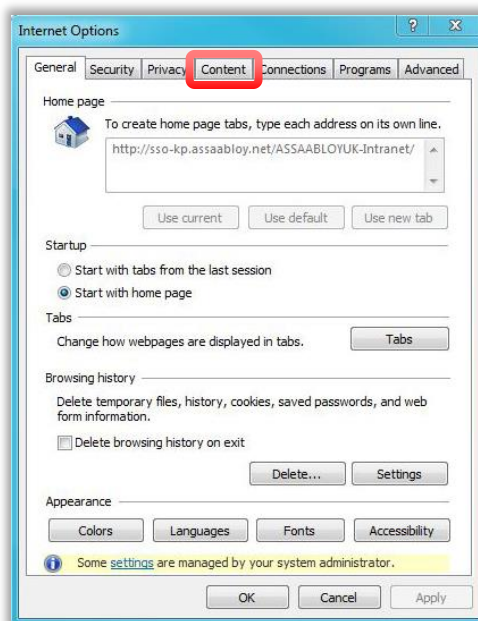 Internet Options
General Security Privacy Content Connections Programs Advanced
Home page
To create home page tabs, type each address on its own line.
http://sso-kp.assaabloy.net/ASSAABLOYUK-Intranet/
Use current Use default Use new tab
Startup
Start with tabs from the last session
Start with home page
Tabs
Change how webpages are displayed in tabs. Tabs
Browsing history
Delete temporary files, history, cookies, saved passwords, and web
form information.
Delete browsing history on exit
Delete... Settings
Appearance
Colors Languages Fonts Accessibility
Some settings are managed by your system administrator.
OK Cancel Apply